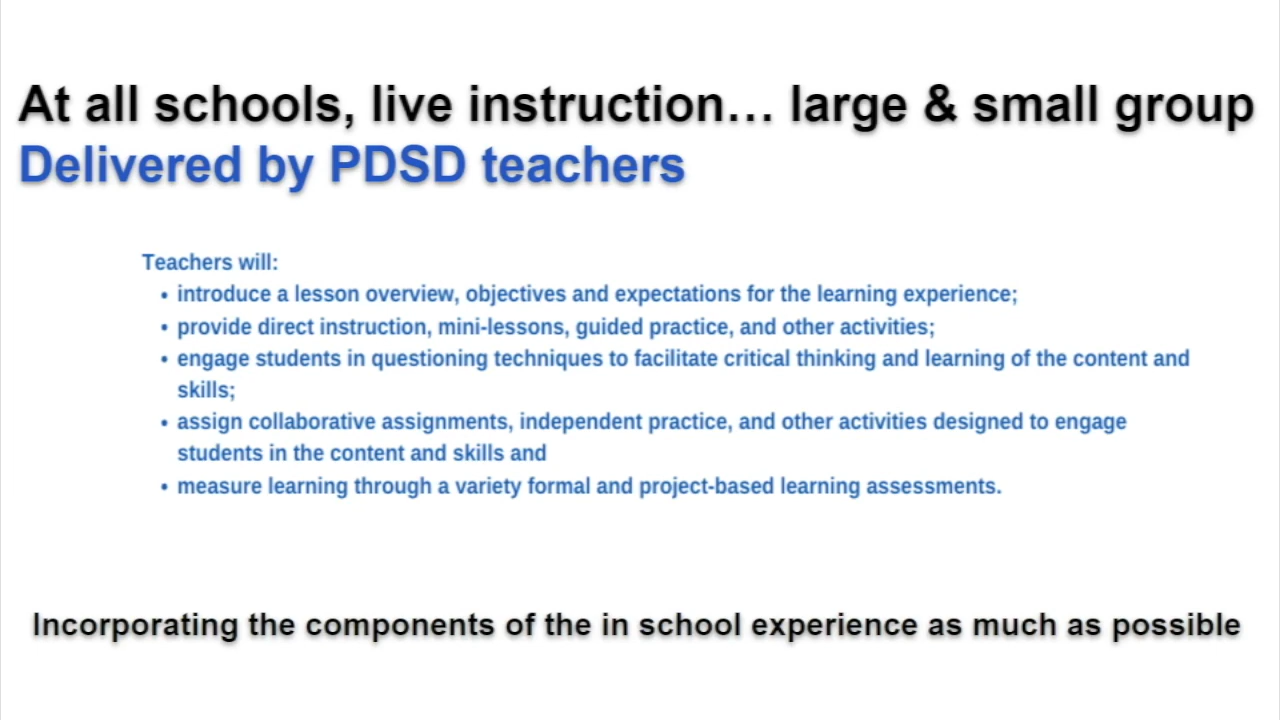 At all schools, live instruction… large & small group
Delivered by PDSD teachers
Teachers will:
• introduce a lesson overview, objectives and expectations for the learning experience;
• provide direct instruction, mini-lessons, guided practice, and other activities;
• engage students in questioning techniques to facilitate critical thinking and learning of the content and
skills;
• assign collaborative assignments, independent practice, and other activities designed to engage
students in the content and skills and
• measure learning through a variety formal and project-based learning assessments.
Incorporating the components of the in school experience as much as possible